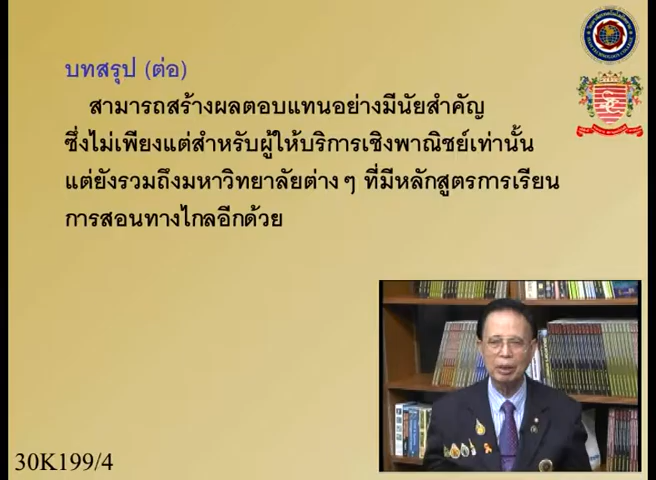 บทสรุป (ต่อ)
สามารถสร้างผลตอบแทนอย่างมีนัยสำคัญ
ซึ่งไม่เพียงแต่สำหรับผู้ให้บริการเชิงพาณิชย์เท่านั้น
แต่ยังรวมถึงมหาวิทยาลัยต่าง ๆ ที่มีหลักสูตรการเรียน
การสอนทางไกลอีกด้วย
30K199/4